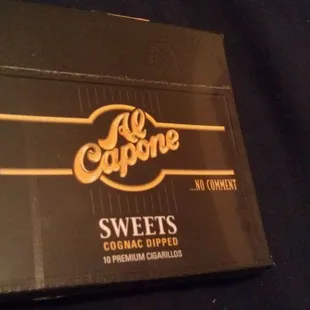 Al
Capone
...NO COMMENT
SWEETS
COGNAC DIPPED
10 PREMIUM CIGARILLOS